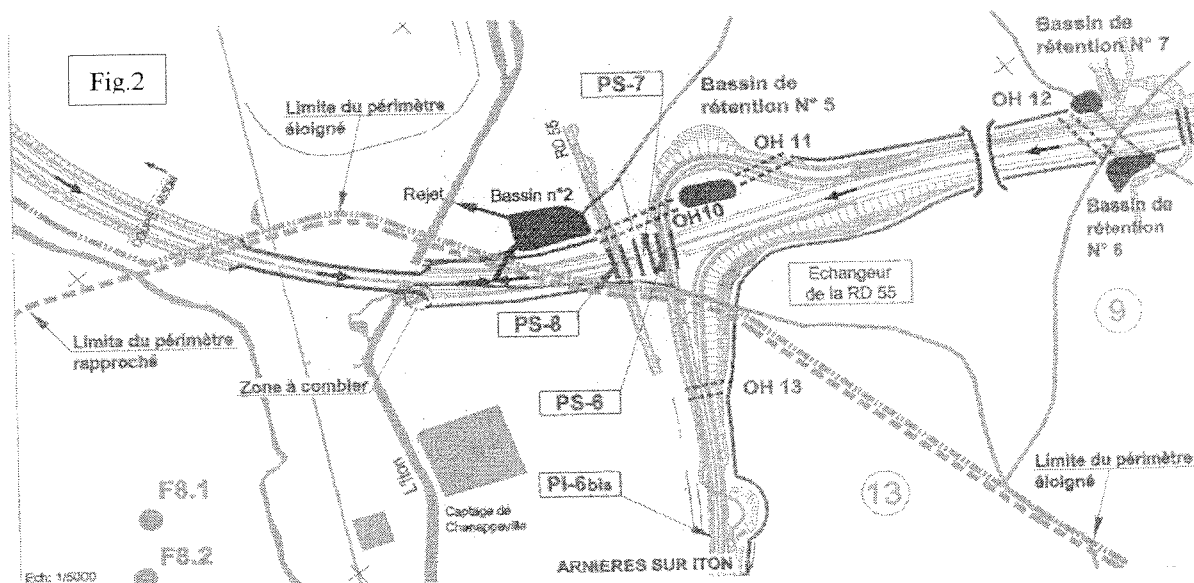 Fig.2
Bassin de
rétention N° 7
PS-7
Bassin de
rétention N° 5
OH 12
Limite du périmètre
éloigné
RD 55
OH 11
Rejet
Bassin n°2
OH10
Bassin de
rétention
N° 6
Echangeur
de la RD 55
9
PS-8
Limita du périmètre
rapproché
Zone à combler
PS-6
OH 13
L'Iton
Limite du périmètre
éloigné
F8.1
PI-6bis
13
Captage de
Chenappeville
F8.2
ARNIERES SUR ITON
Ech: 1/5000